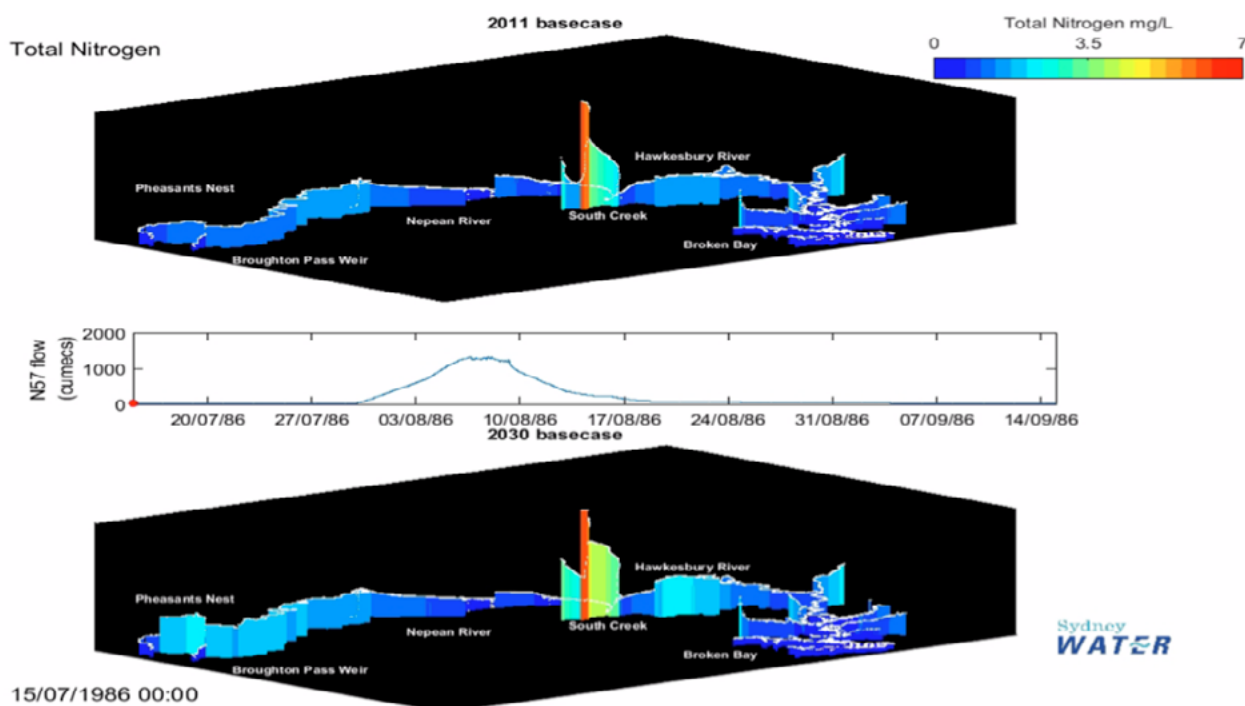 2011 basecase
Total Nitrogen mg/L
Total Nitrogen
0 3.5 7
Hawkesbury River
Pheasants Nest
Nepean River
South Creek
Broken Bay
Broughton Pass Weir
N57 flow
(cumecs)
2000
1000
0
20/07/86 27/07/86 03/08/86 10/08/86 17/08/86 24/08/86 31/08/86 07/09/86 14/09/86
2030 basecase
Hawkesbury River
Pheasants Nest
Nepean River
South Creek
Broken Bay
Broughton Pass Weir
Sydney
WATER
15/07/1986 00:00